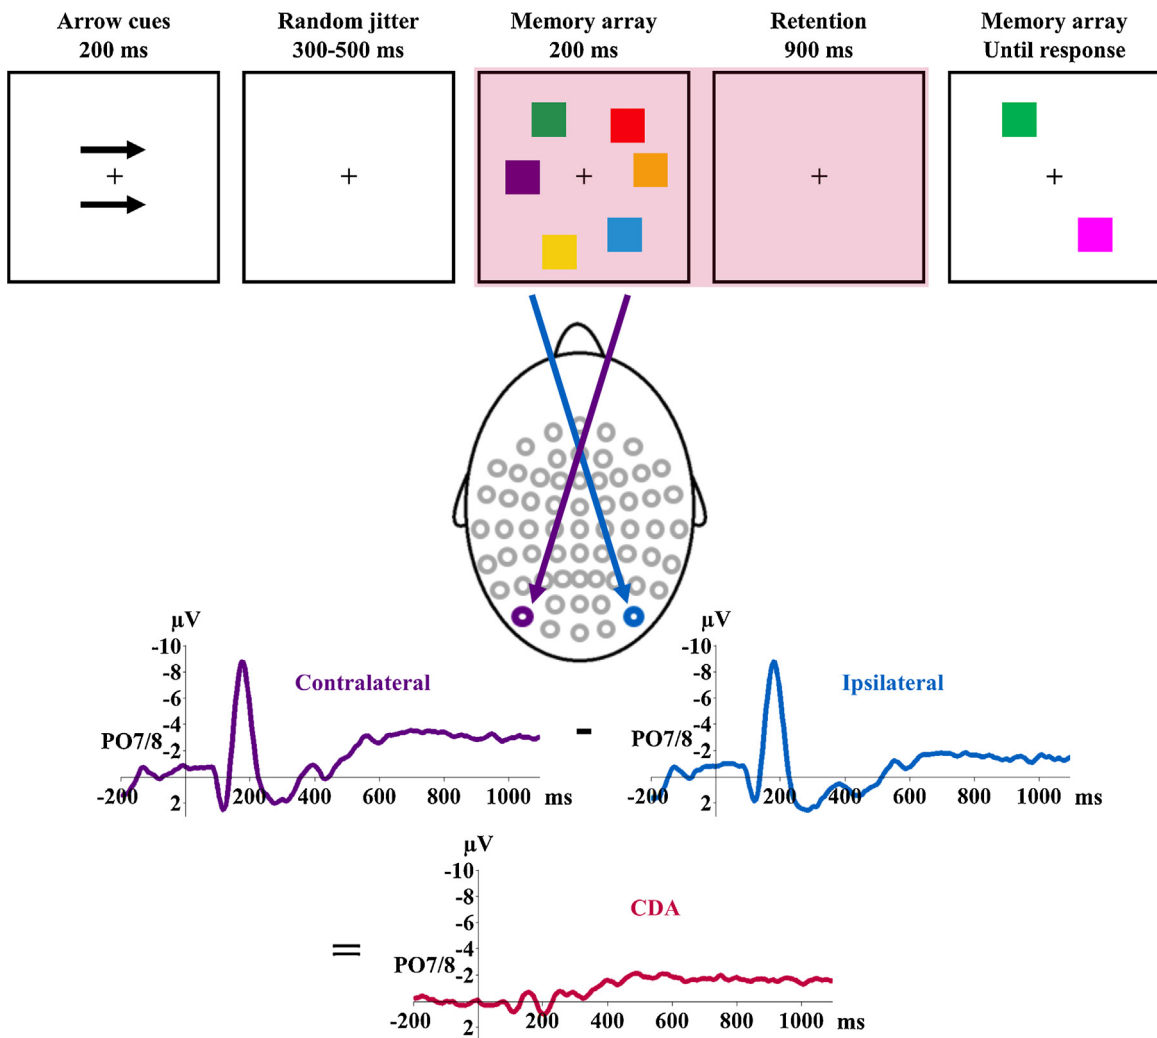 Arrow cues
200 ms
Random jitter
300-500 ms
Memory array
200 ms
Retention
900 ms
Memory array
Until response
μV
-10
-8
-6
-4
-2
2
PO7/8
Contralateral
-200
200
400
600
800
1000
ms
-
μV
-10
-8
-6
-4
-2
2
PO7/8
Ipsilateral
-200
200
400
600
800
1000
ms
=
μV
-10
-8
-6
-4
-2
2
PO7/8
CDA
-200
200
400
600
800
1000
ms